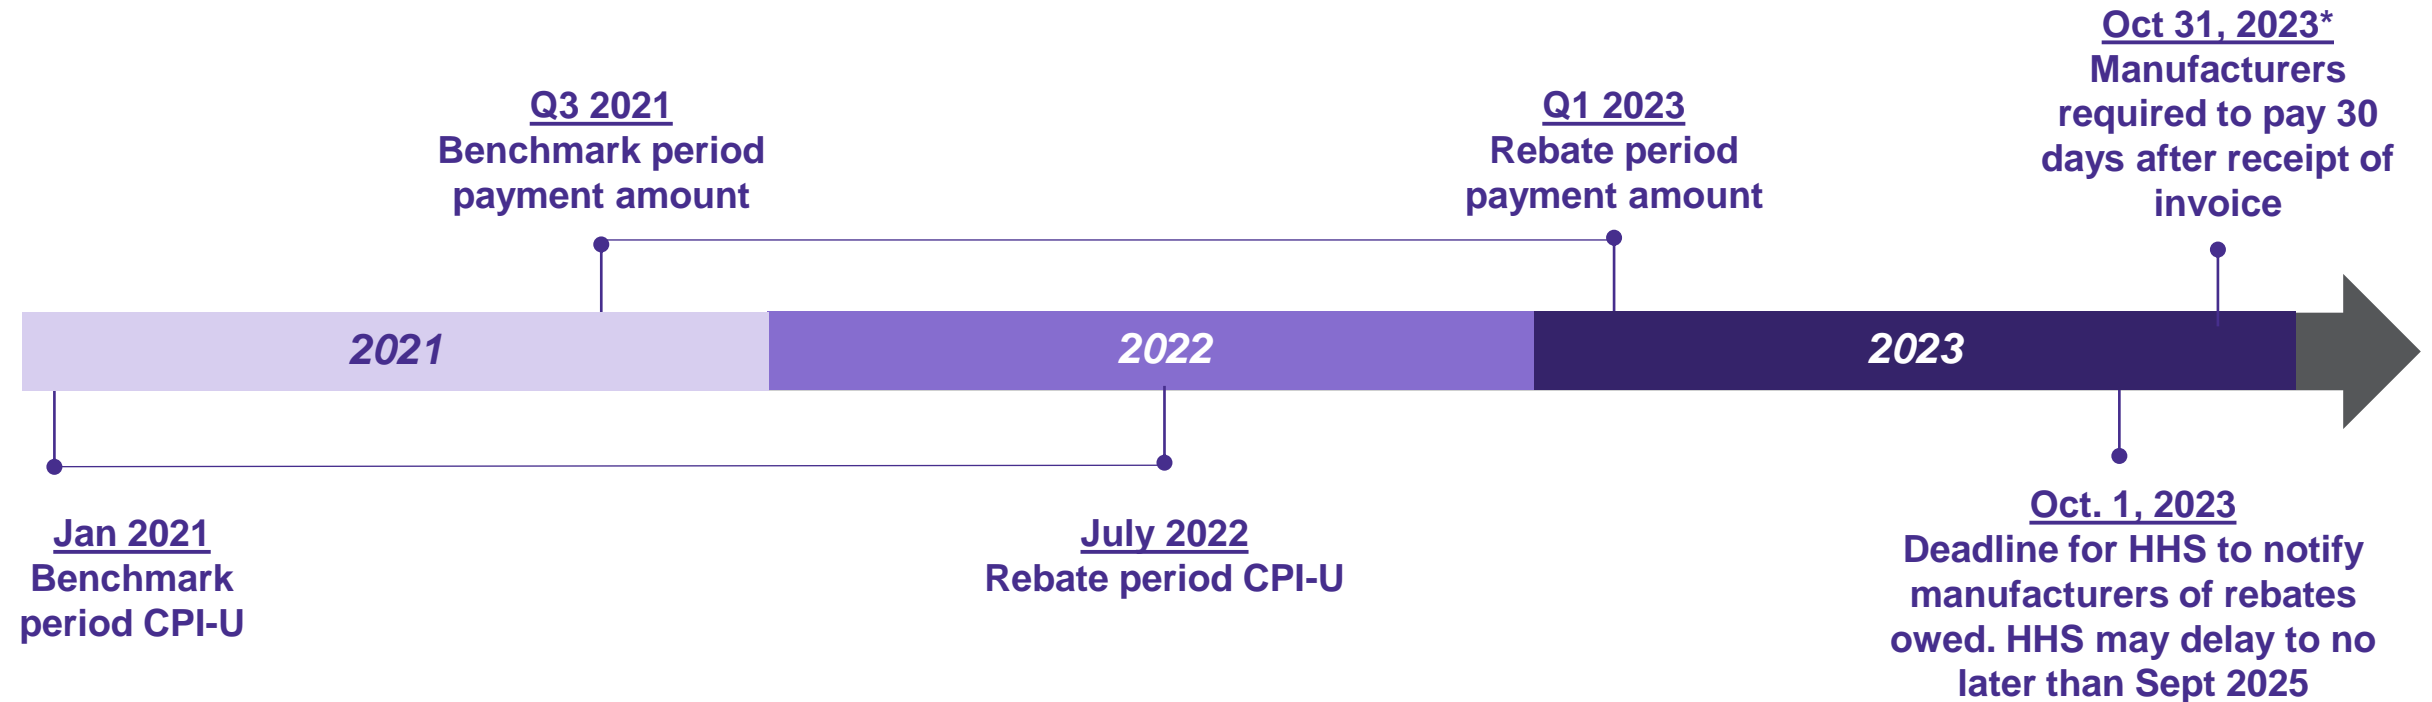 Oct 31, 2023*
Manufacturers
required to pay 30
days after receipt of
invoice
Q3 2021
Benchmark period
payment amount
Q1 2023
Rebate period
payment amount
2021
2022
2023
Jan 2021
Benchmark
period CPI-U
July 2022
Rebate period CPI-U
Oct. 1, 2023
Deadline for HHS to notify
manufacturers of rebates
owed. HHS may delay to no
later than Sept 2025